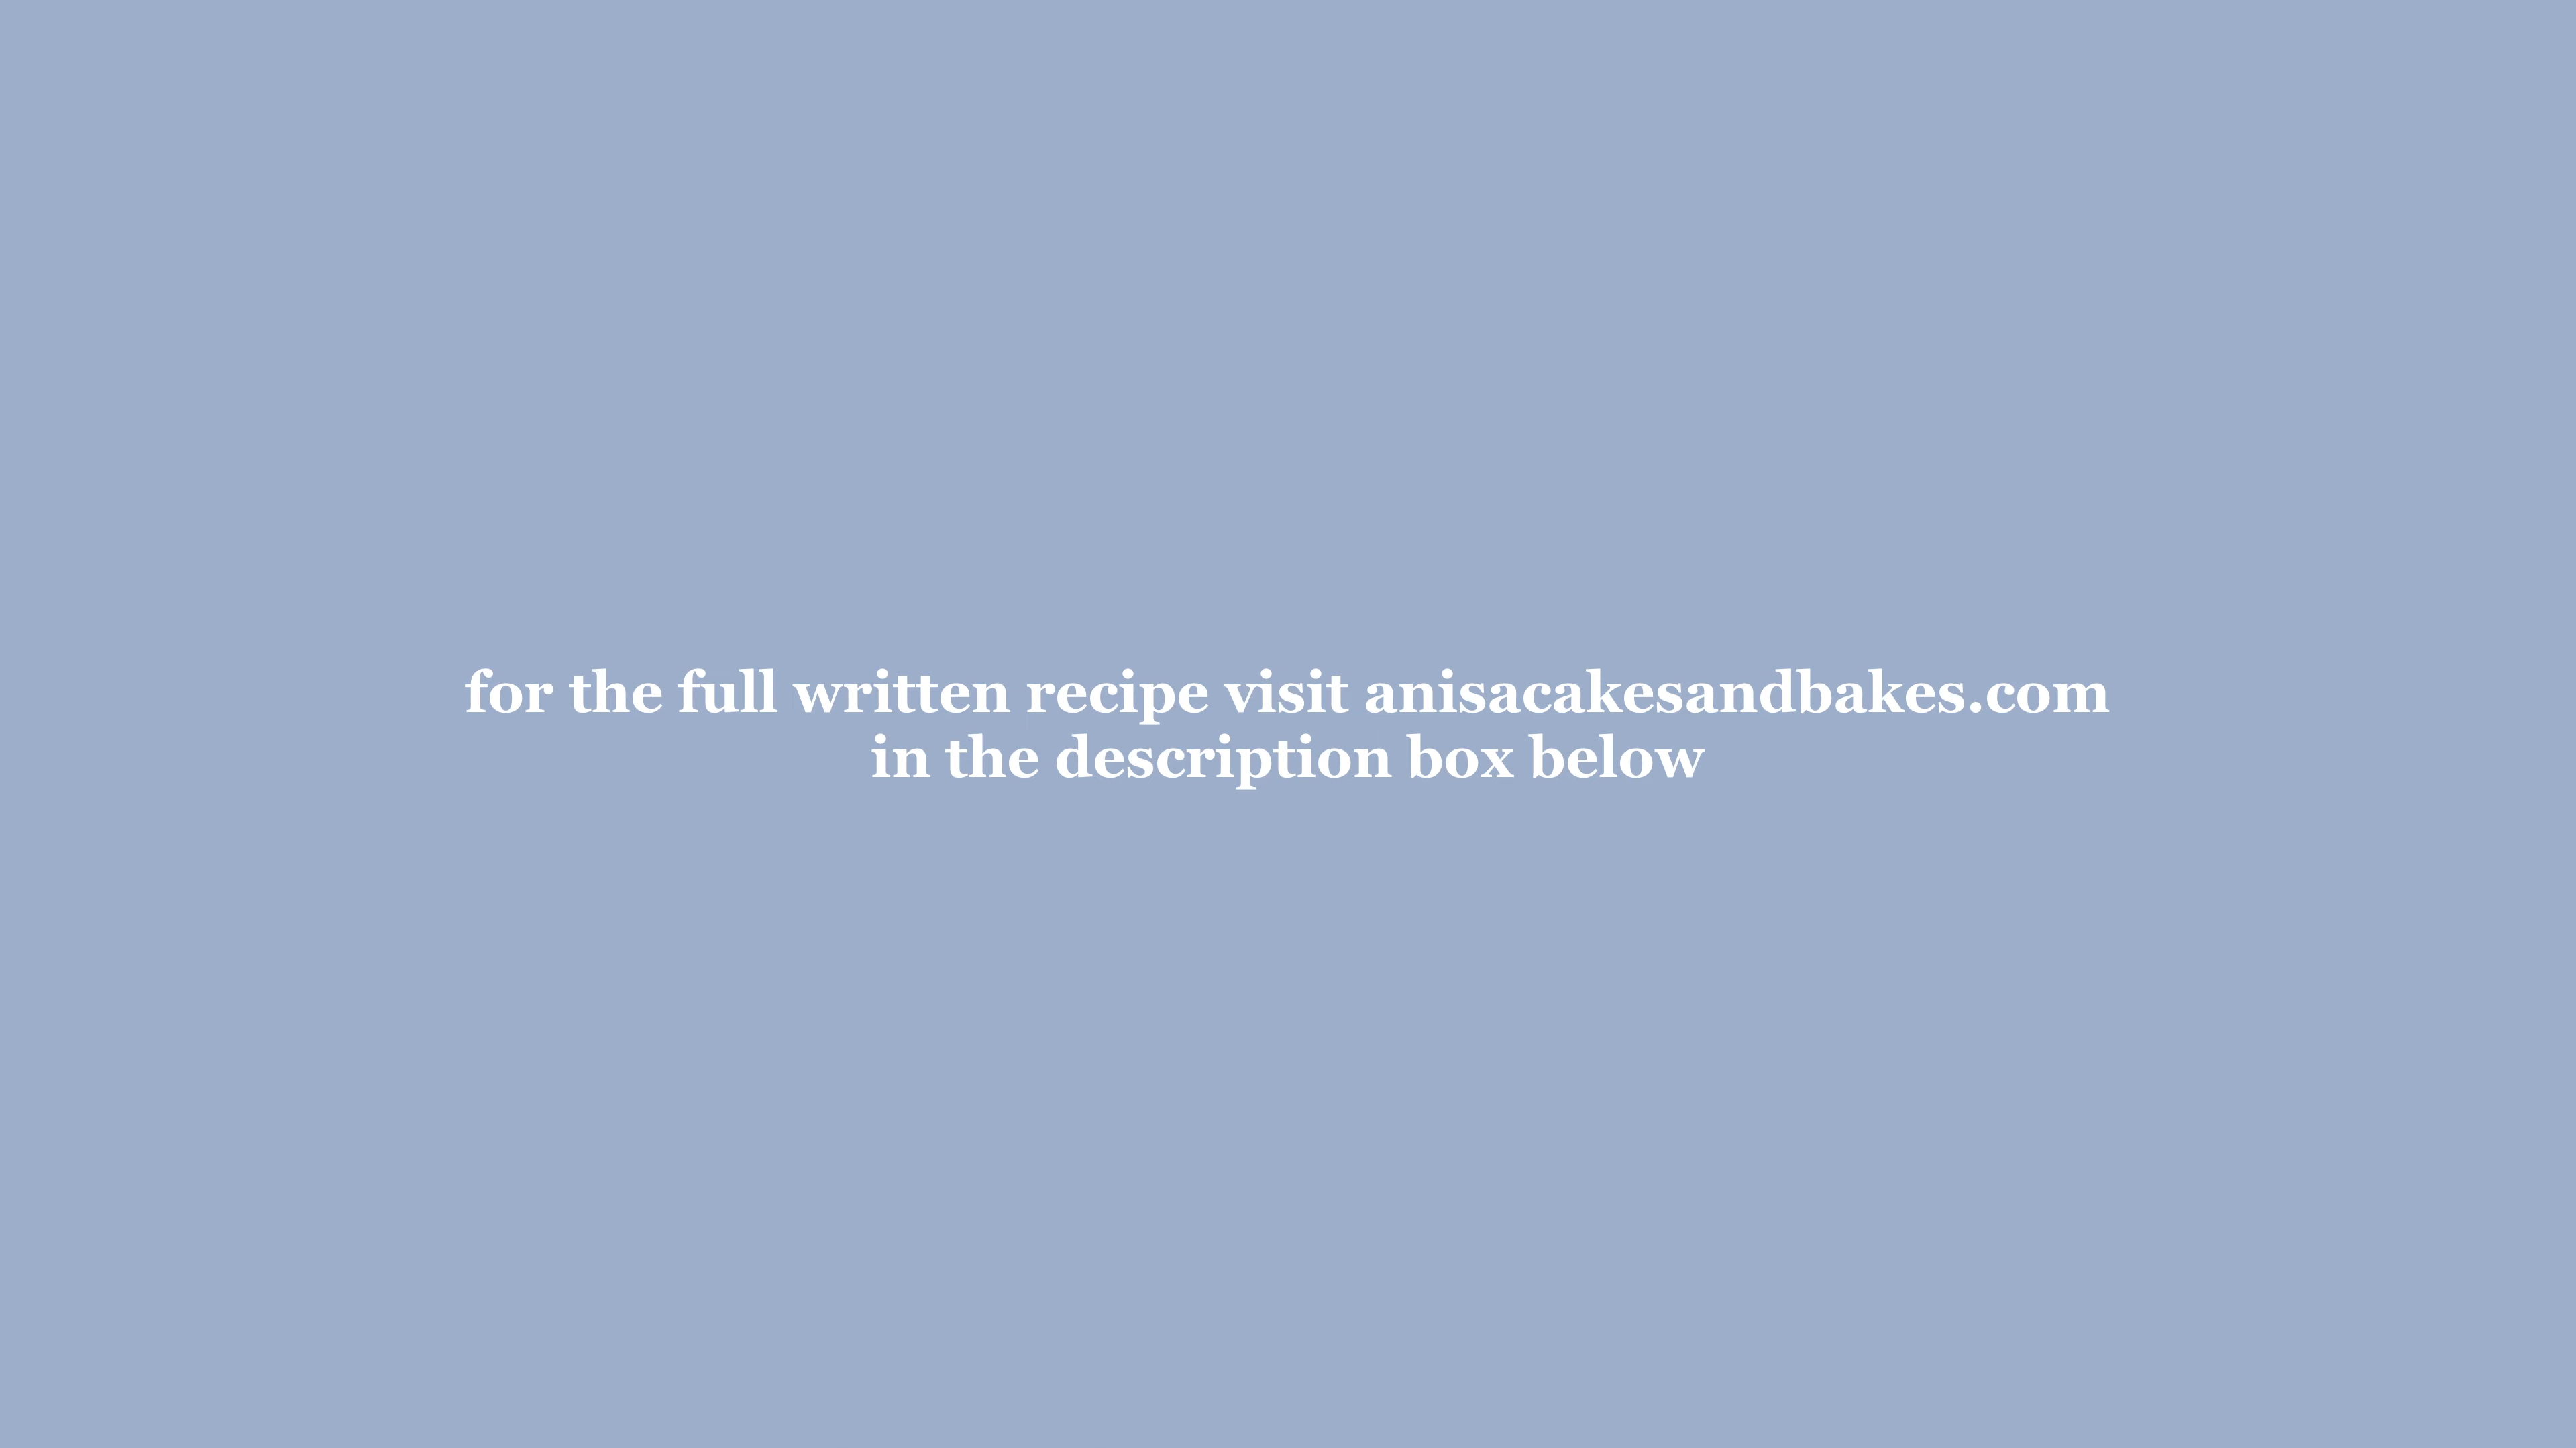 for the full written recipe visit anisacakesandbakes.com
in the description box below